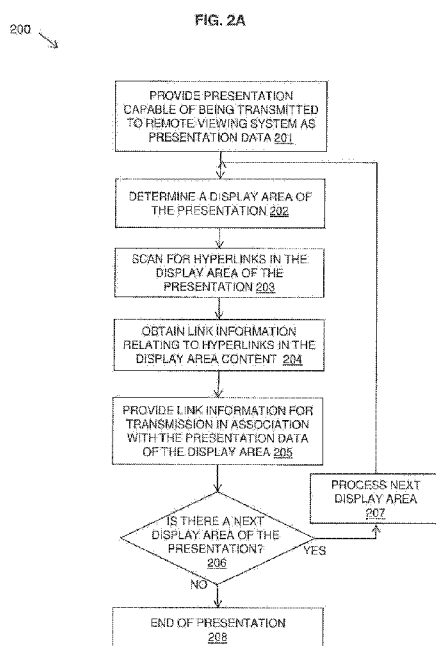 FIG. 2A
200
PROVIDE PRESENTATION
CAPABLE OF BEING TRANSMITTED
TO REMOTE VIEWING SYSTEM AS
PRESENTATION DATA 201
DETERMINE A DISPLAY AREA OF
THE PRESENTATION 202
SCAN FOR HYPERLINKS IN THE
DISPLAY AREA OF THE
PRESENTATION 203
OBTAIN LINK INFORMATION
RELATING TO HYPERLINKS IN THE
DISPLAY AREA CONTENT 204
PROVIDE LINK INFORMATION FOR
TRANSMISSION IN ASSOCIATION
WITH THE PRESENTATION DATA
OF THE DISPLAY AREA 205
PROCESS NEXT
DISPLAY AREA
207
IS THERE A NEXT
DISPLAY AREA OF THE
PRESENTATION?
206
YES
NO
END OF PRESENTATION
208